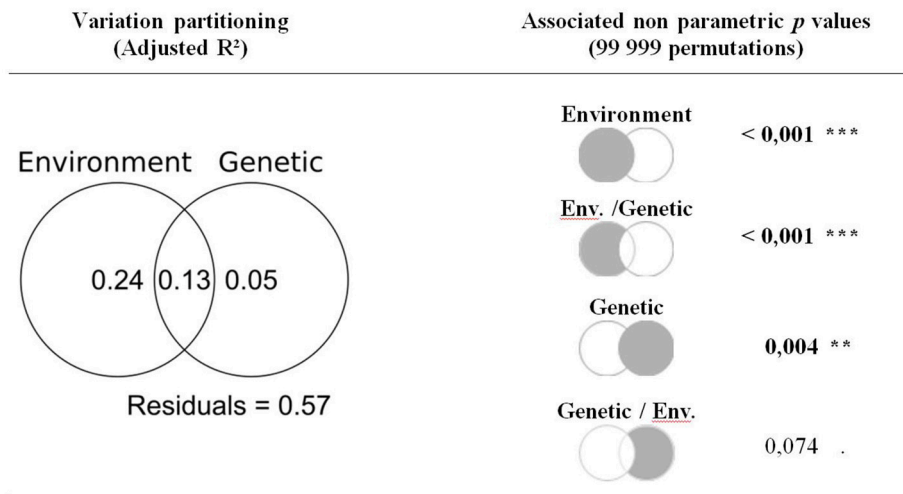 Variation partitioning
(Adjusted R²)
Associated non parametric p values
(99 999 permutations)
Environment Genetic
0.24 0.13 0.05
Residuals = 0.57
Environment
< 0,001 ***
Env. /Genetic
< 0,001 ***
Genetic
0,004 **
Genetic / Env.
0,074 .